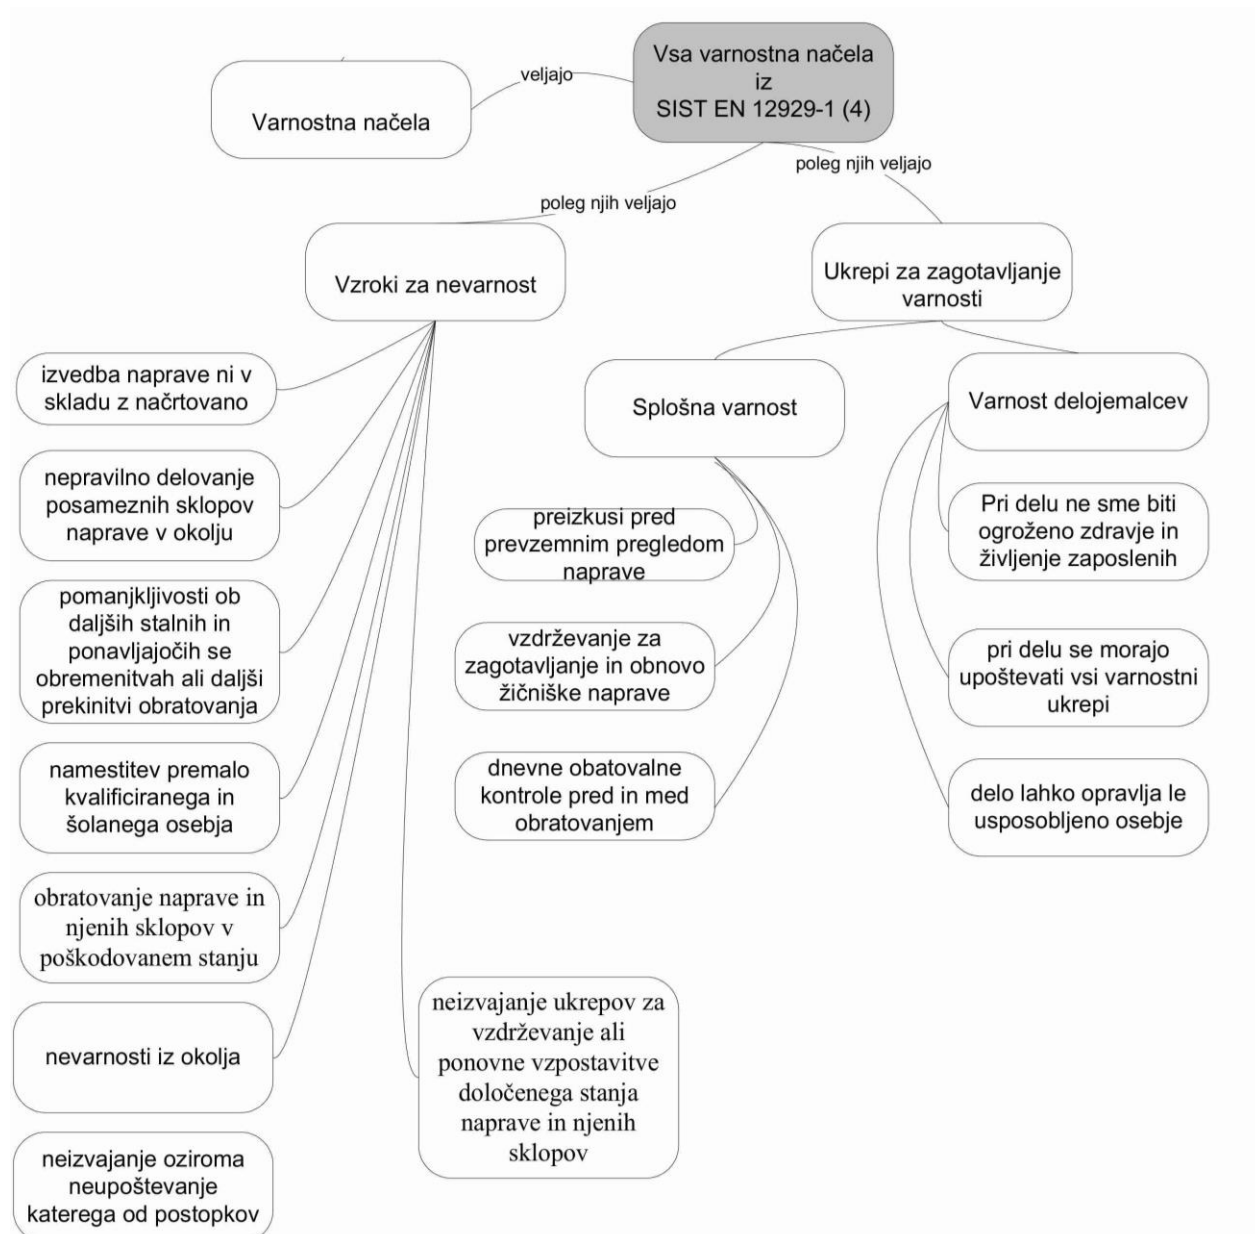 Vsa varnostna načela
iz
SIST EN 12929-1 (4)
veljajo
Varnostna načela
poleg njih veljajo
poleg njih veljajo
Vzroki za nevarnost
Ukrepi za zagotavljanje
varnosti
izvedba naprave ni v
skladu z načrtovano
nepravilno delovanje
posameznih sklopov
naprave v okolju
pomanjkljivosti ob
daljših stalnih in
ponavljajočih se
obremenitvah ali daljši
prekinitvi obratovanja
namestitev premalo
kvalificiranega in
šolanega osebja
obratovanje naprave in
njenih sklopov v
poškodovanem stanju
nevarnosti iz okolja
neizvajanje oziroma
neupoštevanje
katerega od postopkov
neizvajanje ukrepov za
vzdrževanje ali
ponovne vzpostavitve
določenega stanja
naprave in njenih
sklopov
Splošna varnost
preizkusi pred
prevzemnim pregledom
naprave
vzdrževanje za
zagotavljanje in obnovo
žičniške naprave
dnevne obatovalne
kontrole pred in med
obratovanjem
Varnost delojemalcev
Pri delu ne sme biti
ogroženo zdravje in
življenje zaposlenih
pri delu se morajo
upoštevati vsi varnostni
ukrepi
delo lahko opravlja le
usposobljeno osebje